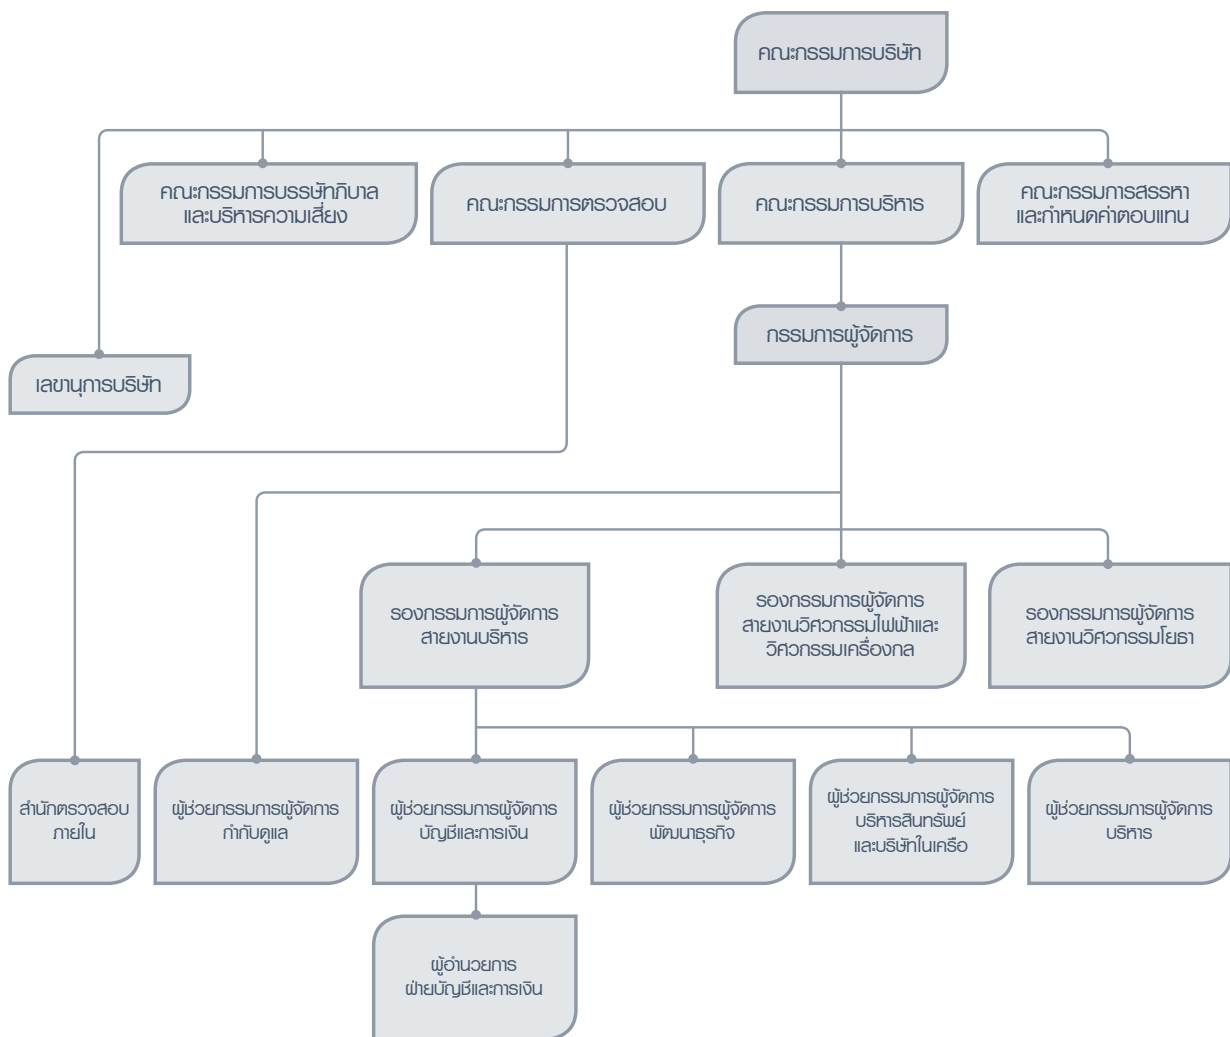 คณะกรรมการบริษัท
คณะกรรมการบรรษัทภิบาล
และบริหารความเสี่ยง
คณะกรรมการตรวจสอบ
คณะกรรมการบริหาร
คณะกรรมการสรรหา
และกำหนดค่าตอบแทน
กรรมการผู้จัดการ
เลขานุการบริษัท
รองกรรมการผู้จัดการ
สายงานบริหาร
รองกรรมการผู้จัดการ
สายงานวิศวกรรมไฟฟ้าและ
วิศวกรรมเครื่องกล
รองกรรมการผู้จัดการ
สายงานวิศวกรรมโยธา
สำนักตรวจสอบ
ภายใน
ผู้ช่วยกรรมการผู้จัดการ
กำกับดูแล
ผู้ช่วยกรรมการผู้จัดการ
บัญชีและการเงิน
ผู้ช่วยกรรมการผู้จัดการ
พัฒนาธุรกิจ
ผู้ช่วยกรรมการผู้จัดการ
บริหารสินทรัพย์
และบริษัทในเครือ
ผู้ช่วยกรรมการผู้จัดการ
บริหาร
ผู้อำนวยการ
ฝ่ายบัญชีและการเงิน